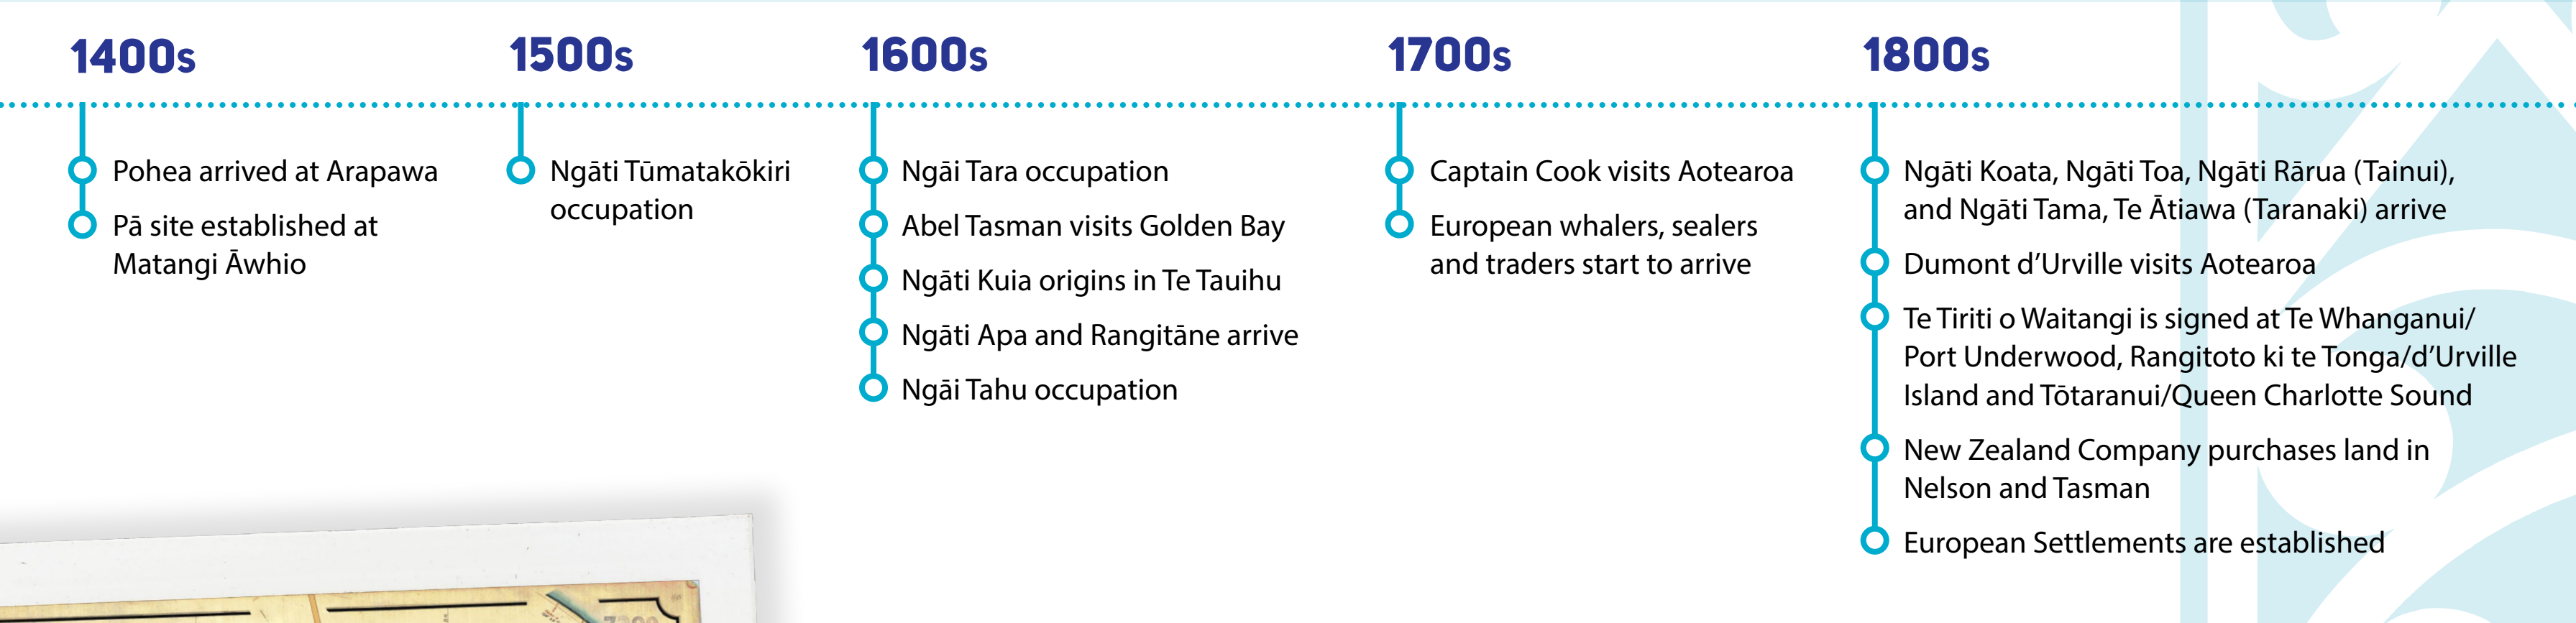 1400s
Pohea arrived at Arapawa
Pā site established at
Matangi Āwhio
1500s
Ngāti Tūmatakōkiri
occupation
1600s
Ngāi Tara occupation
Abel Tasman visits Golden Bay
Ngāti Kuia origins in Te Tauihu
Ngāti Apa and Rangitāne arrive
Ngāi Tahu occupation
1700s
Captain Cook visits Aotearoa
European whalers, sealers
and traders start to arrive
1800s
Ngāti Koata, Ngāti Toa, Ngāti Rārua (Tainui),
and Ngāti Tama, Te Ātiawa (Taranaki) arrive
Dumont d’Urville visits Aotearoa
Te Tiriti o Waitangi is signed at Te Whanganui/
Port Underwood, Rangitoto ki te Tonga/d’Urville
Island and Tōtaranui/Queen Charlotte Sound
New Zealand Company purchases land in
Nelson and Tasman
European Settlements are established